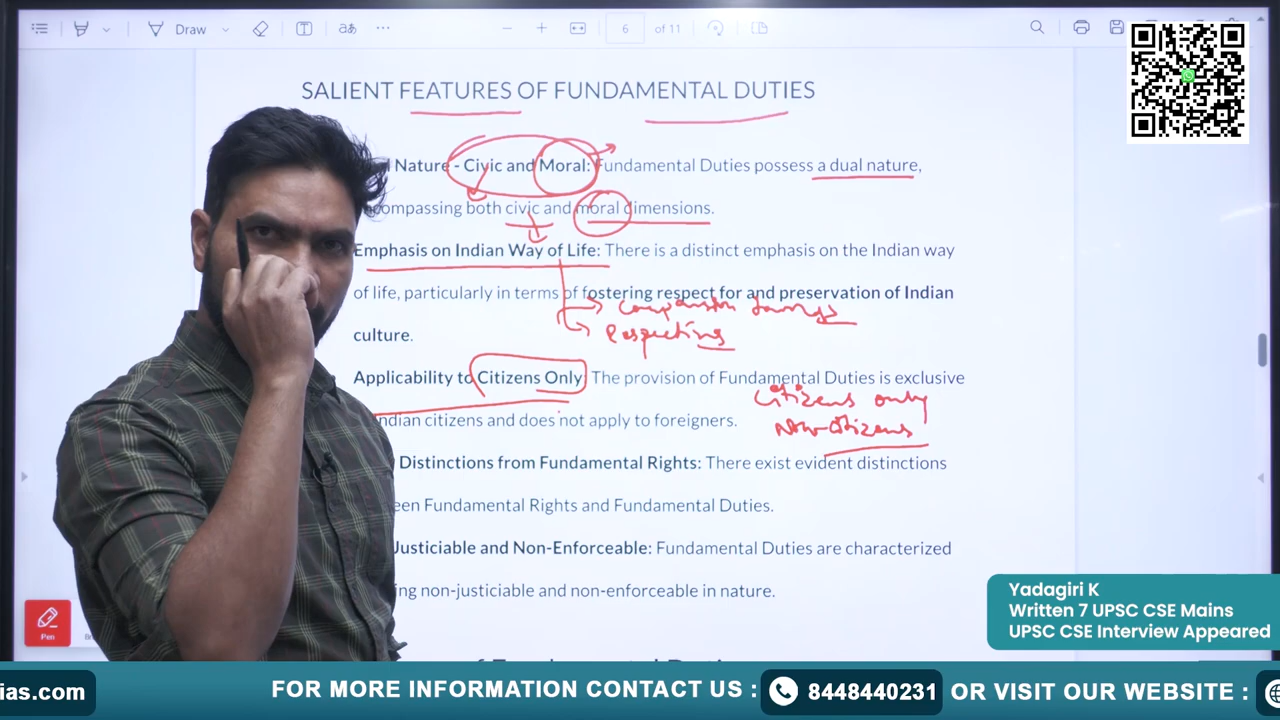 Draw
aあ
6 of 11
SALIENT FEATURES OF FUNDAMENTAL DUTIES
Nature - Civic and Moral: Fundamental Duties possess a dual nature,
compassing both civic and moral dimensions.
Emphasis on Indian Way of Life: There is a distinct emphasis on the Indian way
of life, particularly in terms of fostering respect for and preservation of Indian
culture.
Respecting
Applicability to Citizens Only: The provision of Fundamental Duties is exclusive
Indian citizens and does not apply to foreigners.
Citizens only
Non-citizens
Distinctions from Fundamental Rights: There exist evident distinctions
een Fundamental Rights and Fundamental Duties.
Justiciable and Non-Enforceable: Fundamental Duties are characterized
ing non-justiciable and non-enforceable in nature.
Pen
Yadagiri K
Written 7 UPSC CSE Mains
UPSC CSE Interview Appeared
ias.com FOR MORE INFORMATION CONTACT US : 8448440231 OR VISIT OUR WEBSITE :